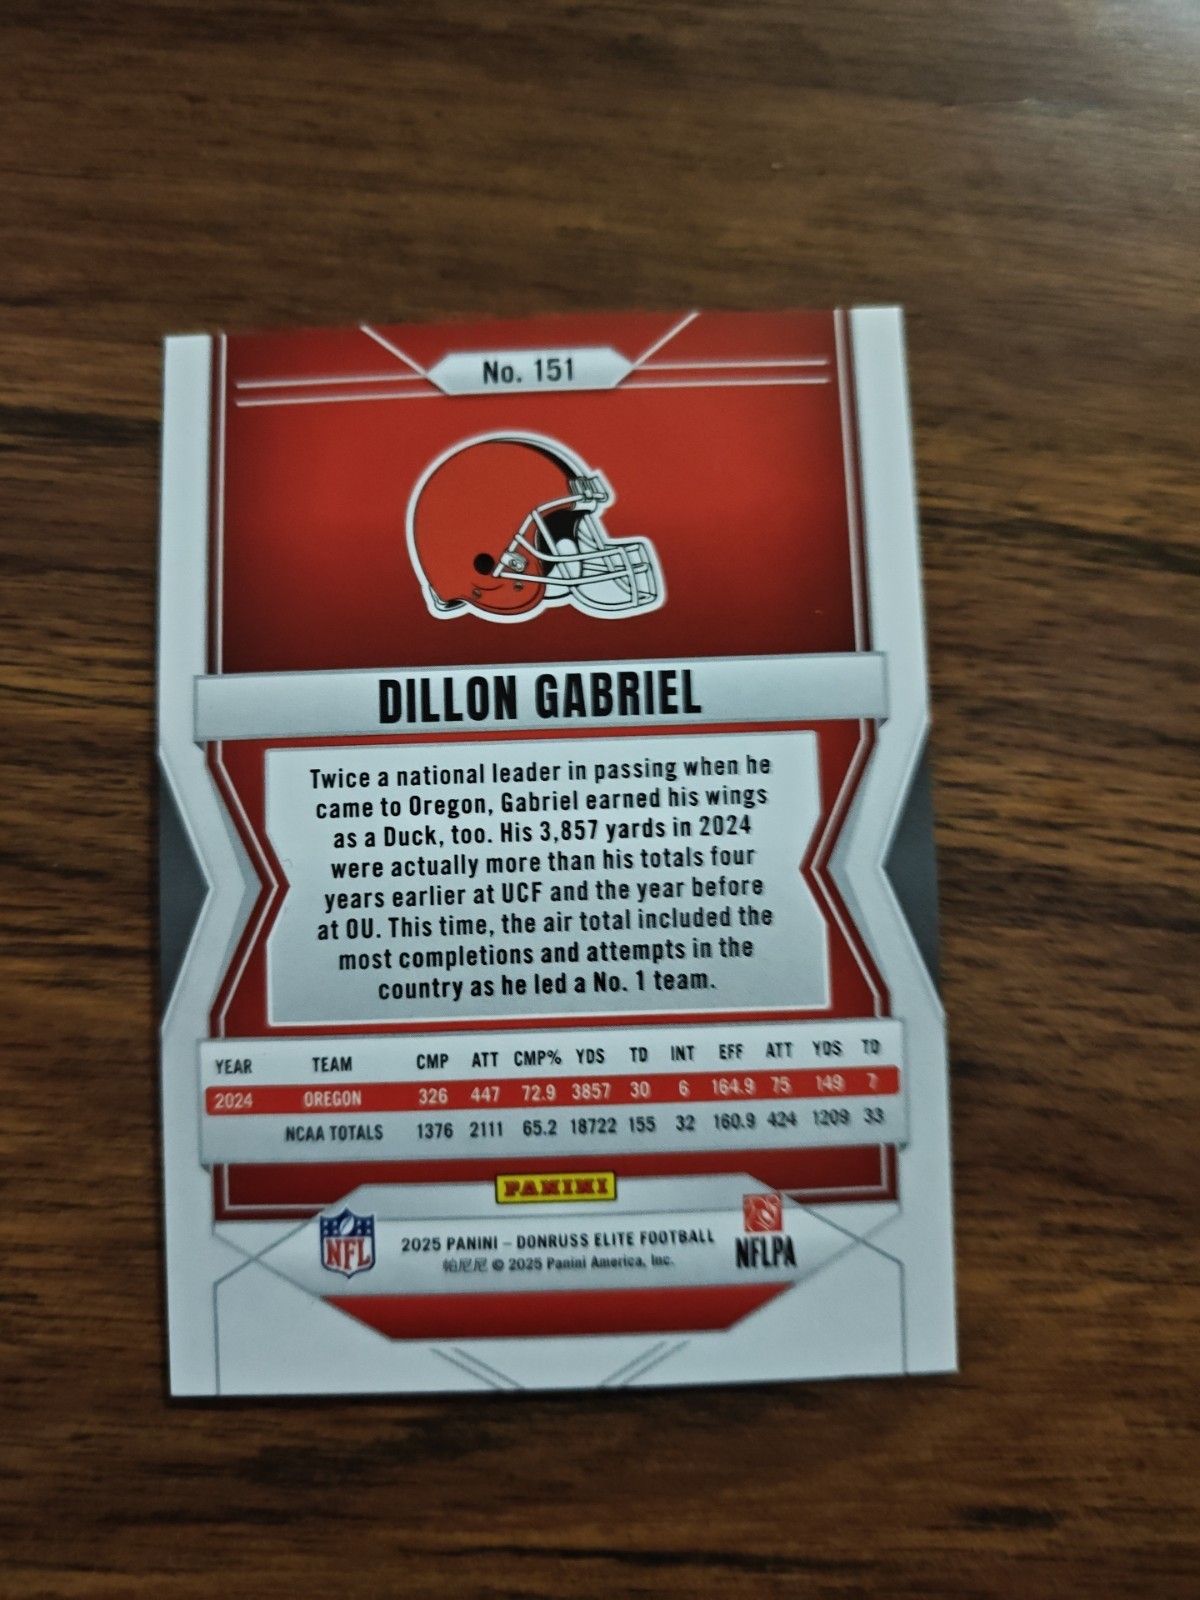 No. 151
DILLON GABRIEL
Twice a national leader in passing when he
came to Oregon, Gabriel earned his wings
as a Duck, too. His 3,857 yards in 2024
were actually more than his totals four
years earlier at UCF and the year before
at OU. This time, the air total included the
most completions and attempts in the
country as he led a No. 1 team.
YEAR TEAM CMP ATT CMP% YDS TD INT EFF ATT YDS TD
2024 OREGON 326 447 72.9 3857 30 6 164.9 75 149 7
NCAA TOTALS 1376 2111 65.2 18722 155 32 160.9 424 1209 33
PANINI
NFL
2025 PANINI – DONRUSS ELITE FOOTBALL
帕尼尼 © 2025 Panini America, Inc.
NFLPA